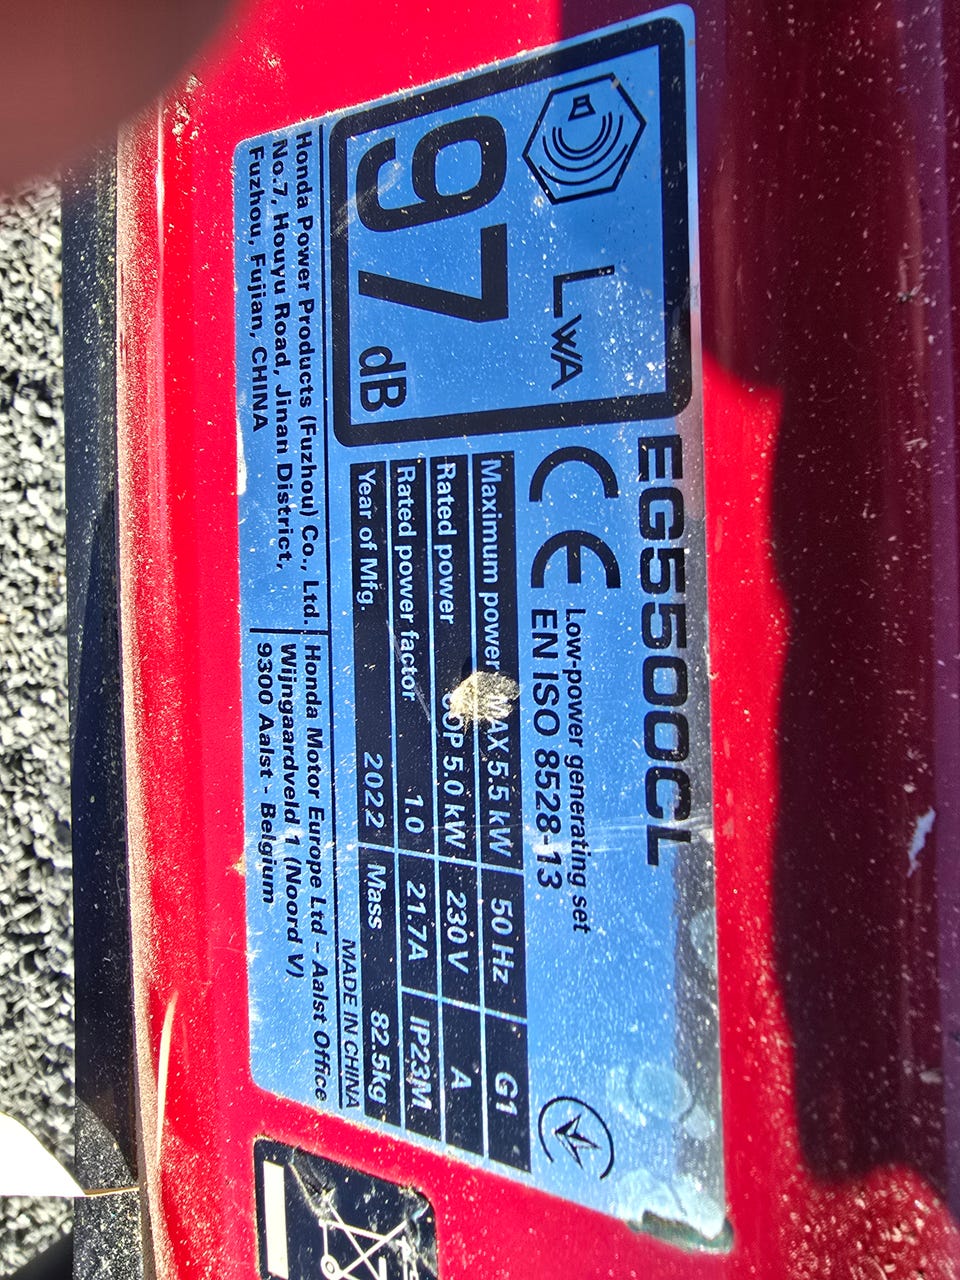 EG5500CL
LWA
97 dB
CE Low-power generating set
EN ISO 8528-13
Maximum power MAX 5.5 kW 50 Hz G1
Rated power COP 5.0 kW 230 V A
Rated power factor 1.0 21.7A IP23M
Year of Mfg. 2022 Mass 82.5kg
MADE IN CHINA
Honda Power Products (Fuzhou) Co., Ltd.
No.7, Houyu Road, Jinan District,
Fuzhou, Fujian, CHINA
Honda Motor Europe Ltd – Aalst Office
Wijngaardveld 1 (Noord V)
9300 Aalst - Belgium